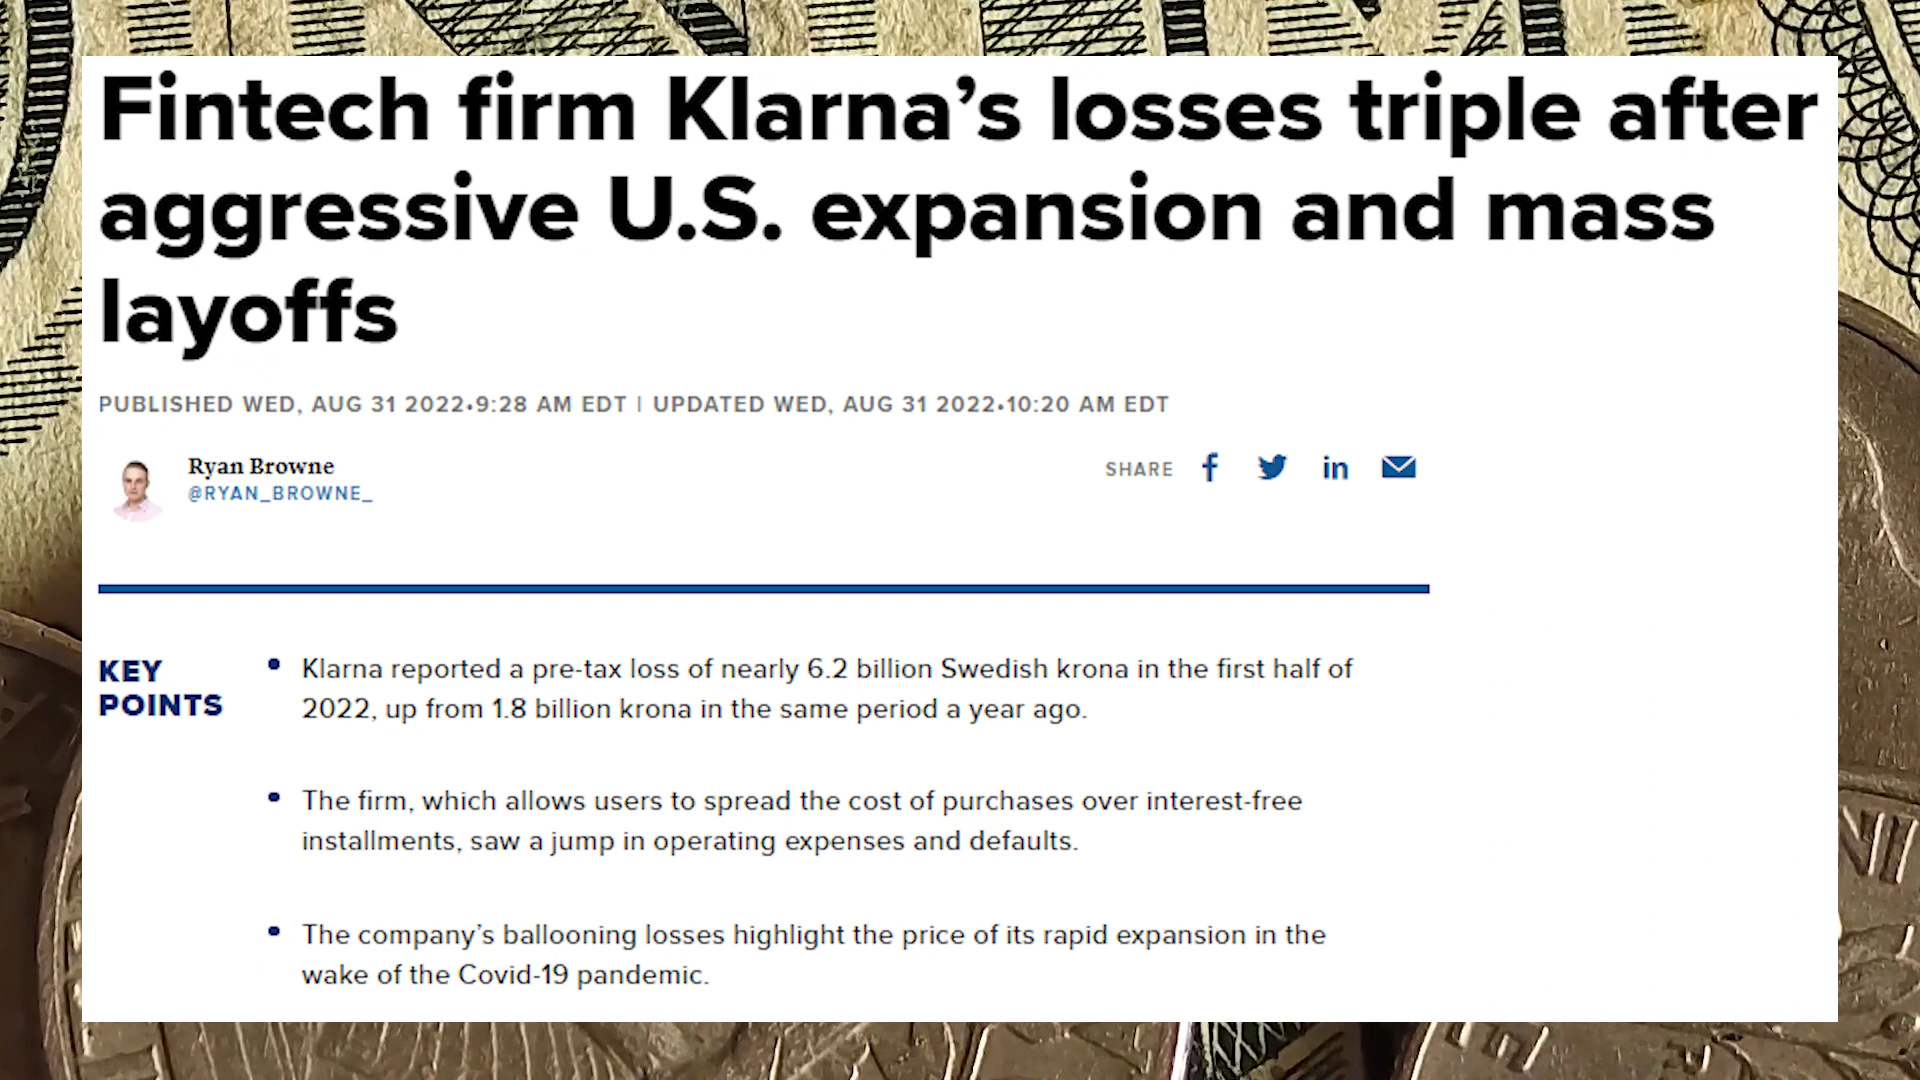 Fintech firm Klarna’s losses triple after
aggressive U.S. expansion and mass
layoffs
PUBLISHED WED, AUG 31 2022•9:28 AM EDT | UPDATED WED, AUG 31 2022•10:20 AM EDT
Ryan Browne
@RYAN_BROWNE_
SHARE
KEY
POINTS
• Klarna reported a pre-tax loss of nearly 6.2 billion Swedish krona in the first half of
2022, up from 1.8 billion krona in the same period a year ago.
• The firm, which allows users to spread the cost of purchases over interest-free
installments, saw a jump in operating expenses and defaults.
• The company’s ballooning losses highlight the price of its rapid expansion in the
wake of the Covid-19 pandemic.